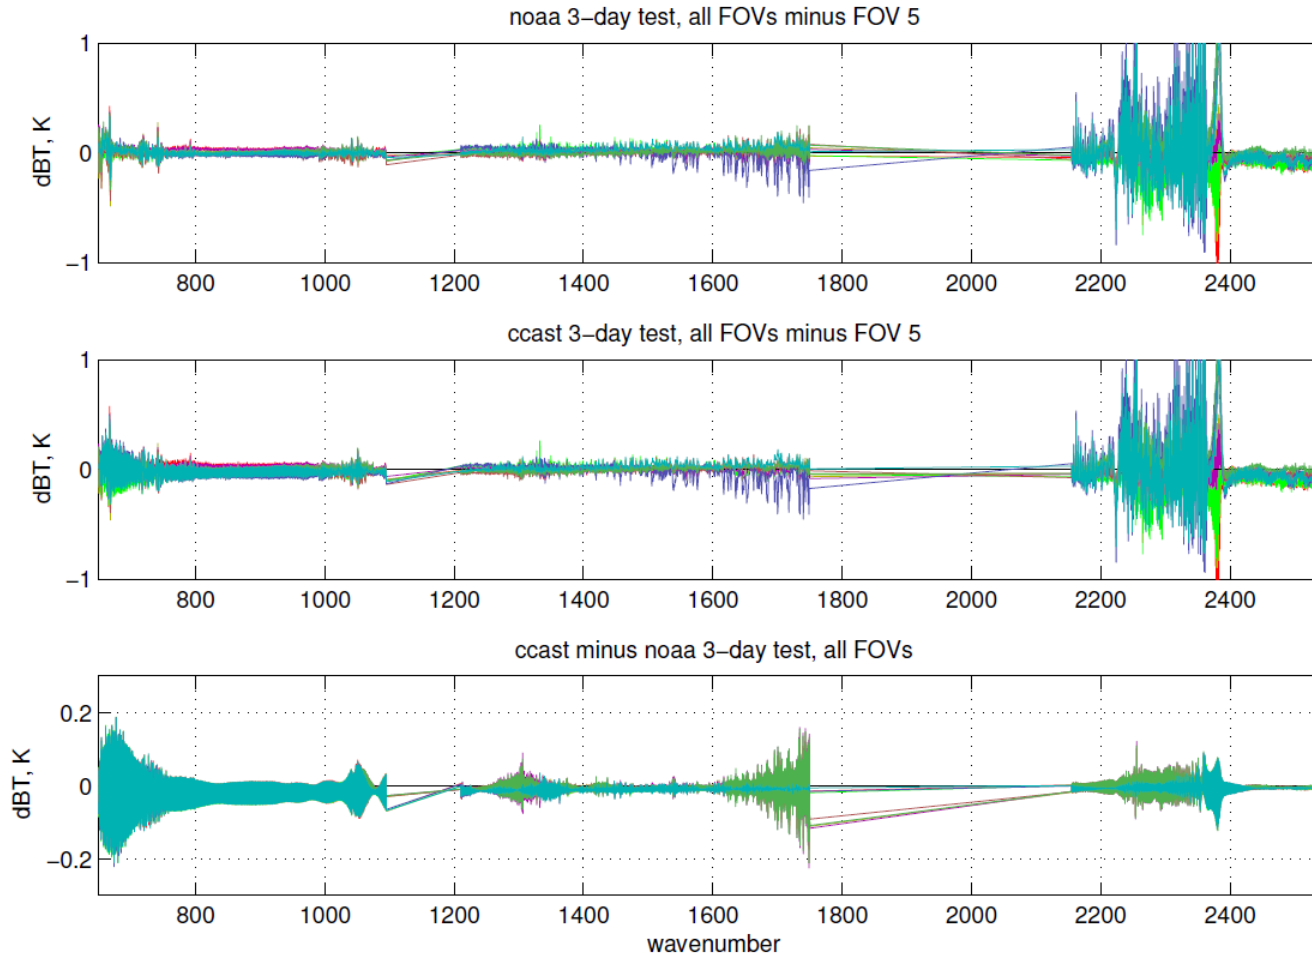 noaa 3−day test, all FOVs minus FOV 5
1
0
−1
dBT, K
800 1000 1200 1400 1600 1800 2000 2200 2400
ccast 3−day test, all FOVs minus FOV 5
1
0
−1
dBT, K
800 1000 1200 1400 1600 1800 2000 2200 2400
ccast minus noaa 3−day test, all FOVs
0.2
0
−0.2
dBT, K
800 1000 1200 1400 1600 1800 2000 2200 2400
wavenumber